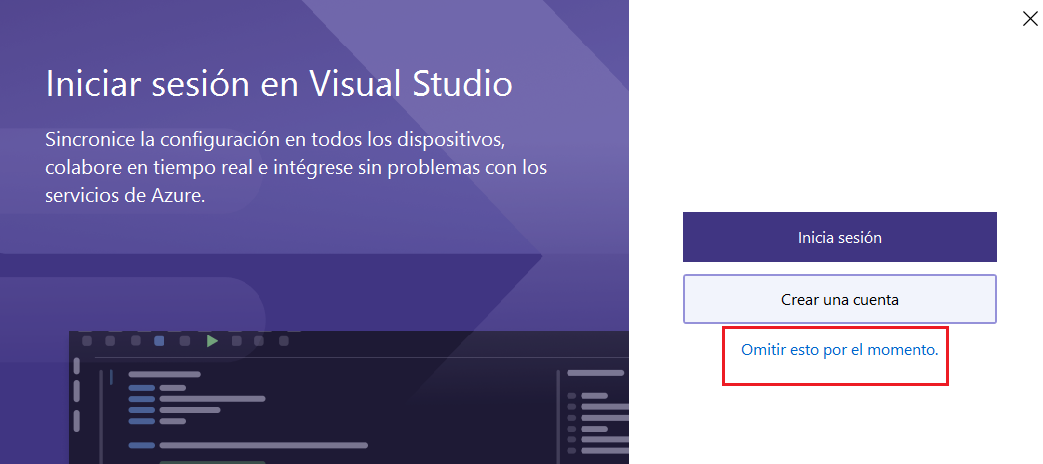 Iniciar sesión en Visual Studio
Sincronice la configuración en todos los dispositivos,
colabore en tiempo real e intégrese sin problemas con los
servicios de Azure.
Inicia sesión
Crear una cuenta
Omitir esto por el momento.